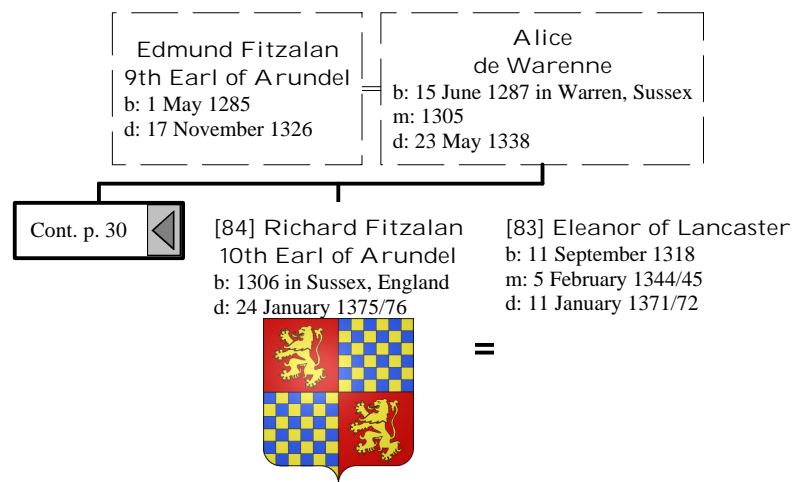 Edmund Fitzalan
9th Earl of Arundel
b: 1 May 1285
d: 17 November 1326
Alice
de Warenne
b: 15 June 1287 in Warren, Sussex
m: 1305
d: 23 May 1338
Cont. p. 30
[84] Richard Fitzalan
10th Earl of Arundel
b: 1306 in Sussex, England
d: 24 January 1375/76
=
[83] Eleanor of Lancaster
b: 11 September 1318
m: 5 February 1344/45
d: 11 January 1371/72